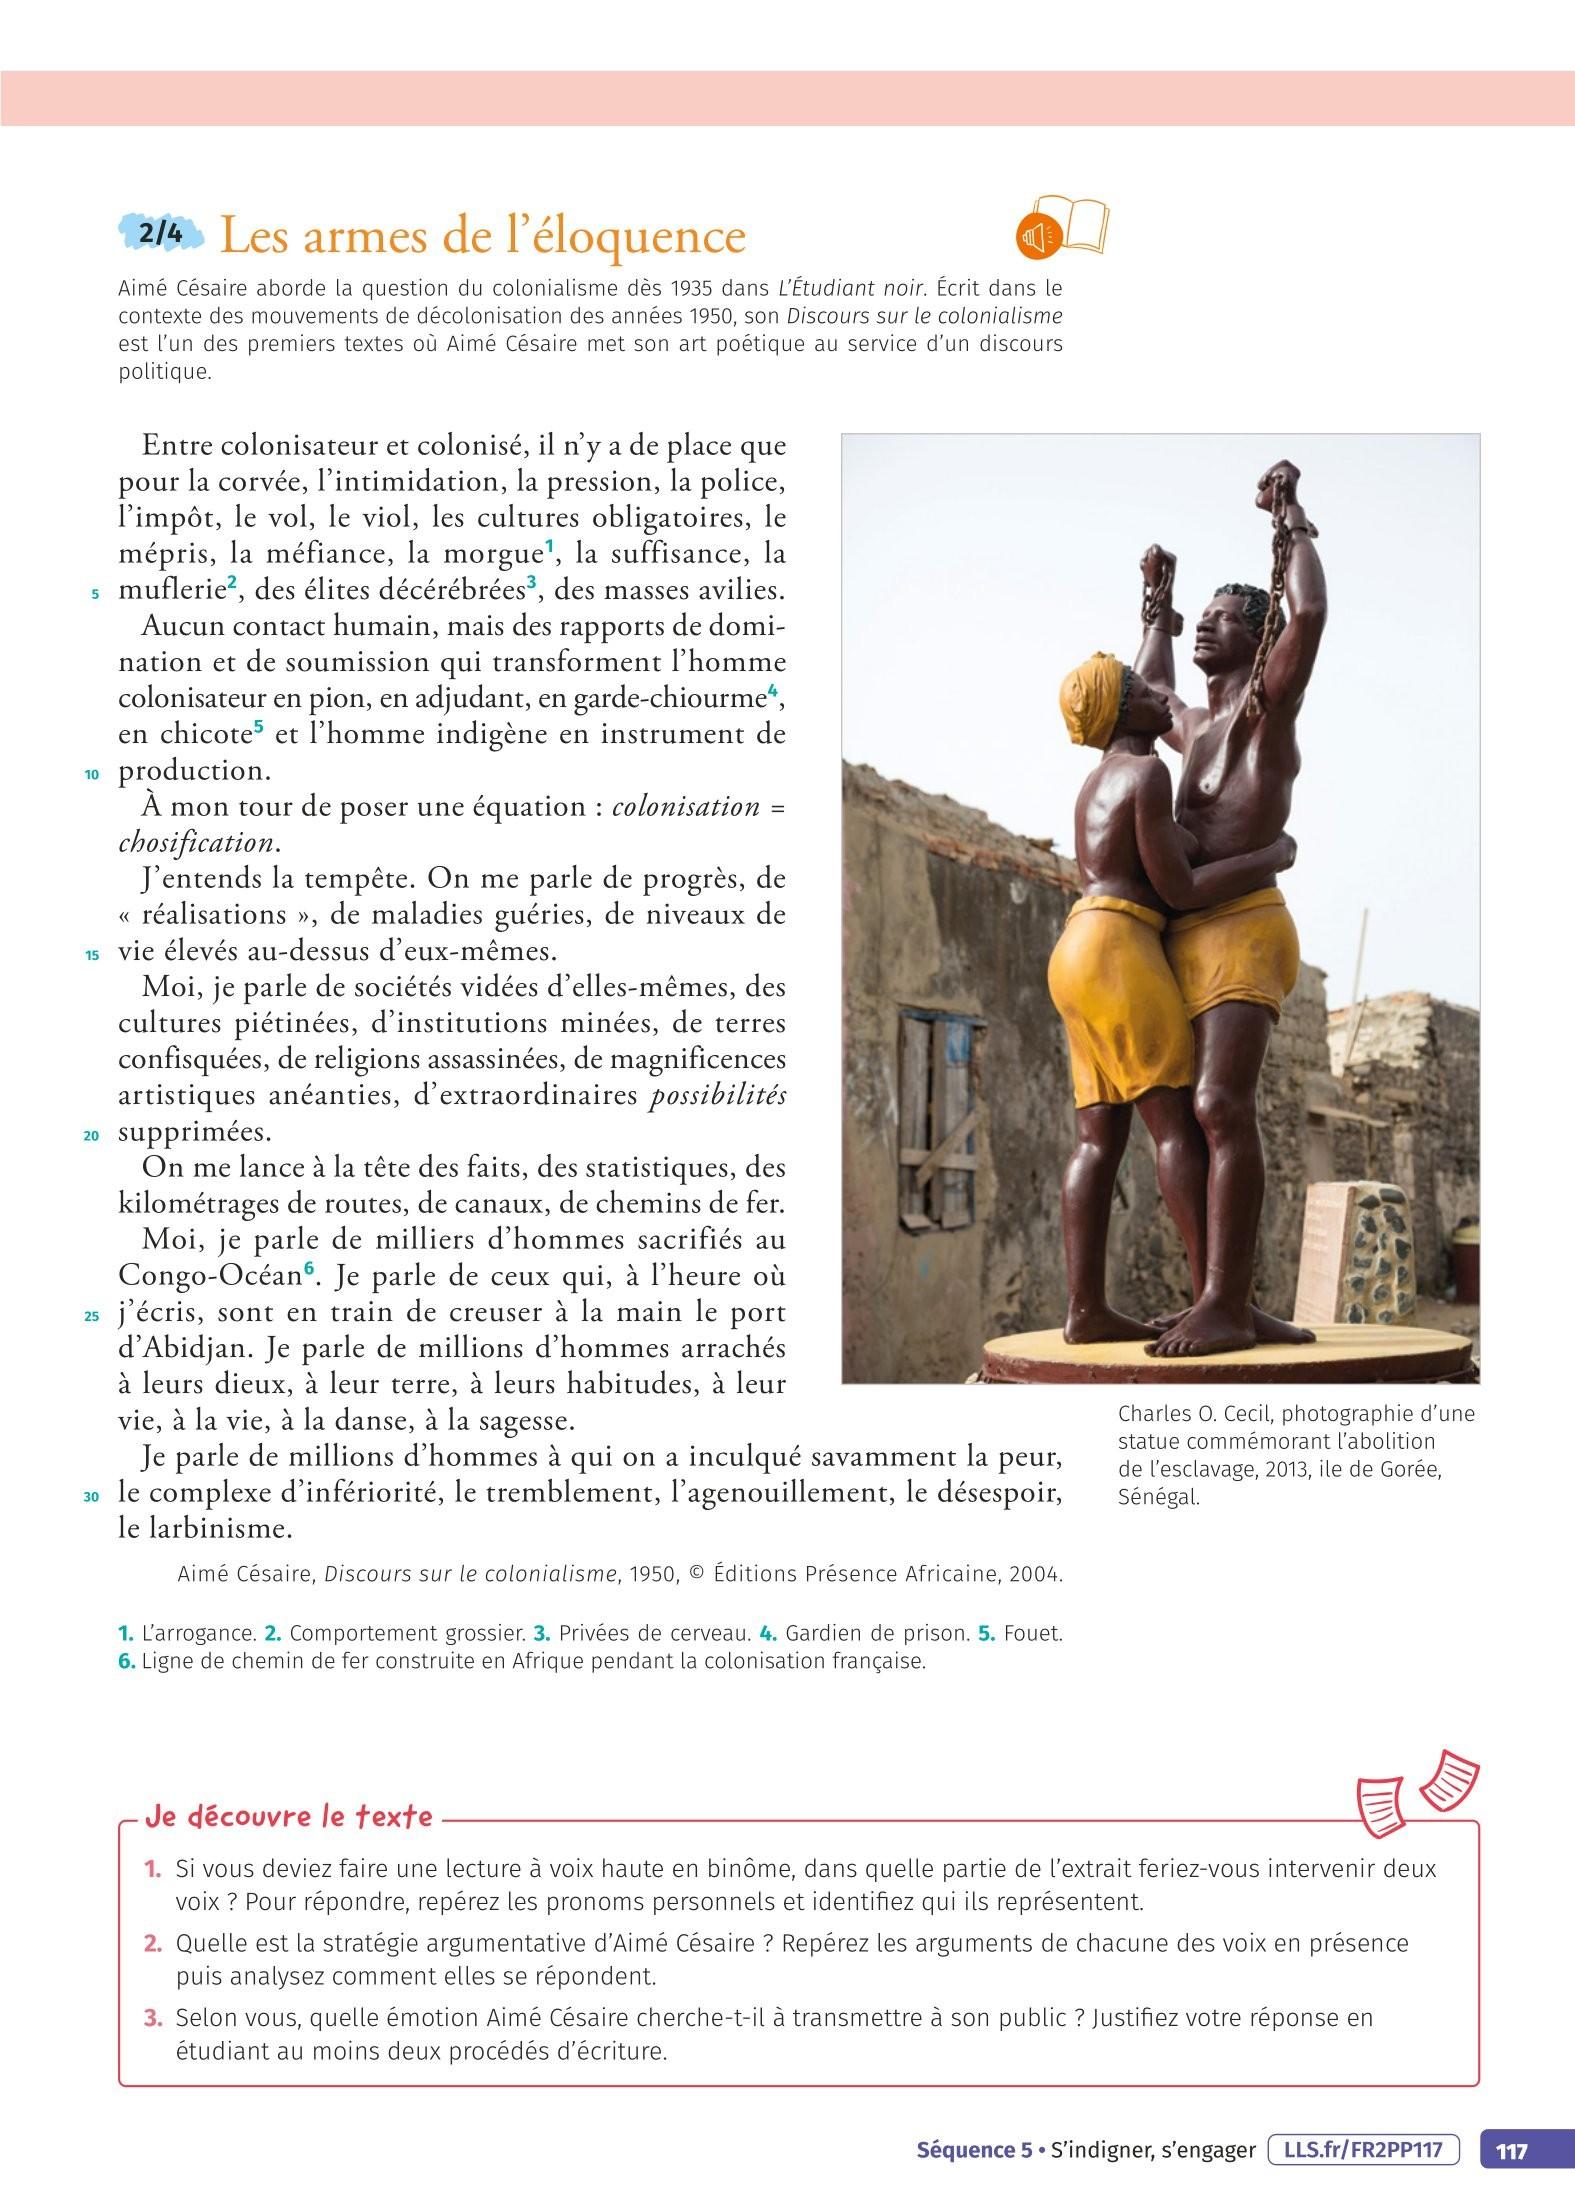 2/4 Les armes de l’éloquence
Aimé Césaire aborde la question du colonialisme dès 1935 dans L’Étudiant noir. Écrit dans le
contexte des mouvements de décolonisation des années 1950, son Discours sur le colonialisme
est l’un des premiers textes où Aimé Césaire met son art poétique au service d’un discours
politique.
Entre colonisateur et colonisé, il n’y a de place que
pour la corvée, l’intimidation, la pression, la police,
l’impôt, le vol, le viol, les cultures obligatoires, le
mépris, la méfiance, la morgue1, la suffisance, la
5 muflerie2, des élites décérébrées3, des masses avilies.
Aucun contact humain, mais des rapports de domi-
nation et de soumission qui transforment l’homme
colonisateur en pion, en adjudant, en garde-chiourme4,
en chicote5 et l’homme indigène en instrument de
10 production.
À mon tour de poser une équation : colonisation =
chosification.
J’entends la tempête. On me parle de progrès, de
« réalisations », de maladies guéries, de niveaux de
15 vie élevés au-dessus d’eux-mêmes.
Moi, je parle de sociétés vidées d’elles-mêmes, des
cultures piétinées, d’institutions minées, de terres
confisquées, de religions assassinées, de magnificences
artistiques anéanties, d’extraordinaires possibilités
20 supprimées.
On me lance à la tête des faits, des statistiques, des
kilométrages de routes, de canaux, de chemins de fer.
Moi, je parle de milliers d’hommes sacrifiés au
Congo-Océan6. Je parle de ceux qui, à l’heure où
25 j’écris, sont en train de creuser à la main le port
d’Abidjan. Je parle de millions d’hommes arrachés
à leurs dieux, à leur terre, à leurs habitudes, à leur
vie, à la vie, à la danse, à la sagesse.
Je parle de millions d’hommes à qui on a inculqué savamment la peur,
30 le complexe d’infériorité, le tremblement, l’agenouillement, le désespoir,
le larbinisme.
Aimé Césaire, Discours sur le colonialisme, 1950, © Éditions Présence Africaine, 2004.
Charles O. Cecil, photographie d’une
statue commémorant l’abolition
de l’esclavage, 2013, ile de Gorée,
Sénégal.
1. L’arrogance. 2. Comportement grossier. 3. Privées de cerveau. 4. Gardien de prison. 5. Fouet.
6. Ligne de chemin de fer construite en Afrique pendant la colonisation française.
Je découvre le texte
1. Si vous deviez faire une lecture à voix haute en binôme, dans quelle partie de l’extrait feriez-vous intervenir deux
voix ? Pour répondre, repérez les pronoms personnels et identifiez qui ils représentent.
2. Quelle est la stratégie argumentative d’Aimé Césaire ? Repérez les arguments de chacune des voix en présence
puis analysez comment elles se répondent.
3. Selon vous, quelle émotion Aimé Césaire cherche-t-il à transmettre à son public ? Justifiez votre réponse en
étudiant au moins deux procédés d’écriture.
Séquence 5 • S’indigner, s’engager LLS.fr/FR2PP117 117